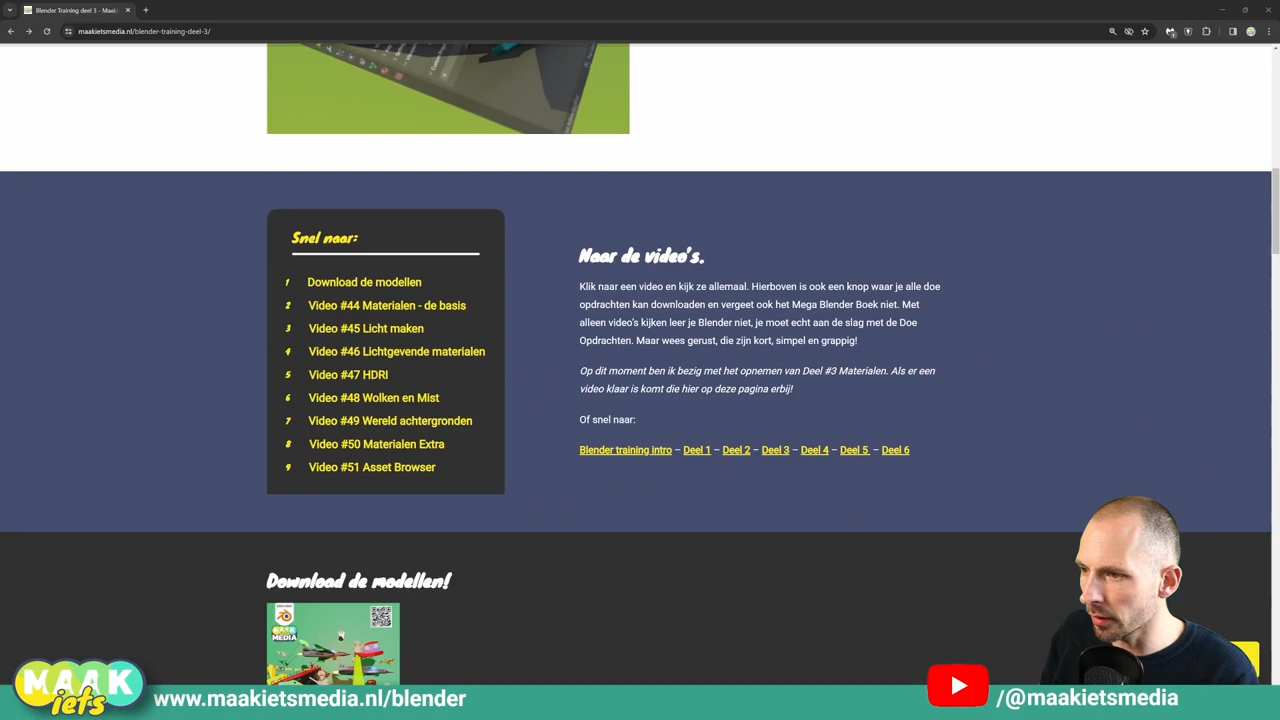 Blender Training deel 3 - Maak
maakietsmedia.nl/blender-training-deel-3/
Snel naar:
1 Download de modellen
2 Video #44 Materialen - de basis
3 Video #45 Licht maken
4 Video #46 Lichtgevende materialen
5 Video #47 HDRI
6 Video #48 Wolken en Mist
7 Video #49 Wereld achtergronden
8 Video #50 Materialen Extra
9 Video #51 Asset Browser
Naar de video's.
Klik naar een video en kijk ze allemaal. Hierboven is ook een knop waar je alle doe
opdrachten kan downloaden en vergeet ook het Mega Blender Boek niet. Met
alleen video's kijken leer je Blender niet, je moet echt aan de slag met de Doe
Opdrachten. Maar wees gerust, die zijn kort, simpel en grappig!
Op dit moment ben ik bezig met het opnemen van Deel #3 Materialen. Als er een
video klaar is komt die hier op deze pagina erbij!
Of snel naar:
Blender training intro – Deel 1 – Deel 2 – Deel 3 – Deel 4 – Deel 5 – Deel 6
Download de modellen!
blender
MAAK
MEDIA
MAAK
iets
www.maakietsmedia.nl/blender
/@maakietsmedia